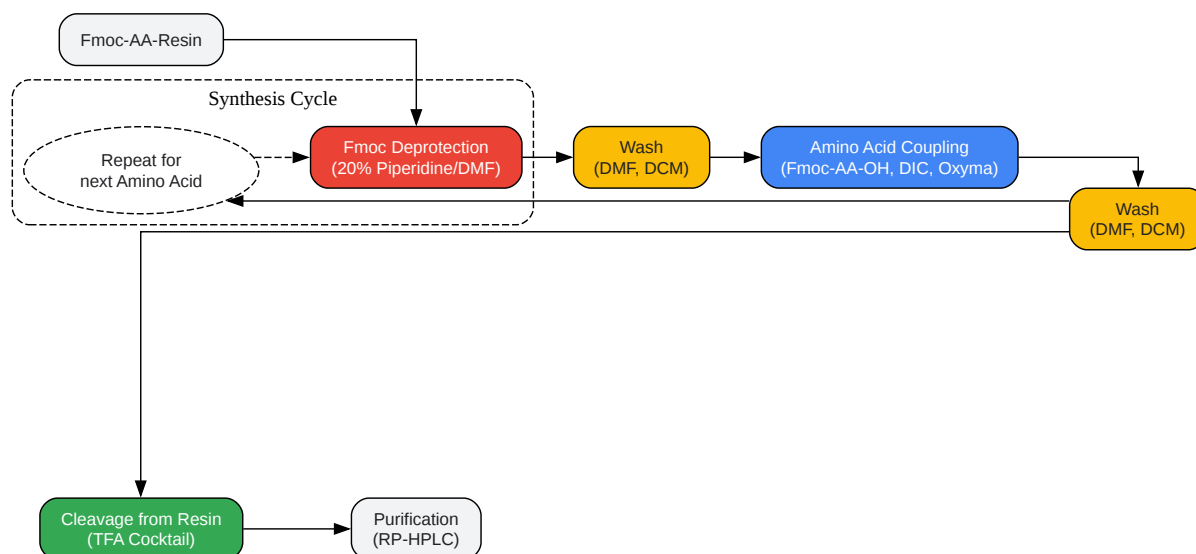 Fmoc-AA-Resin
Synthesis Cycle
Repeat for
next Amino Acid
Fmoc Deprotection
(20% Piperidine/DMF)
Wash
(DMF, DCM)
Amino Acid Coupling
(Fmoc-AA-OH, DIC, Oxyma)
Wash
(DMF, DCM)
Cleavage from Resin
(TFA Cocktail)
Purification
(RP-HPLC)